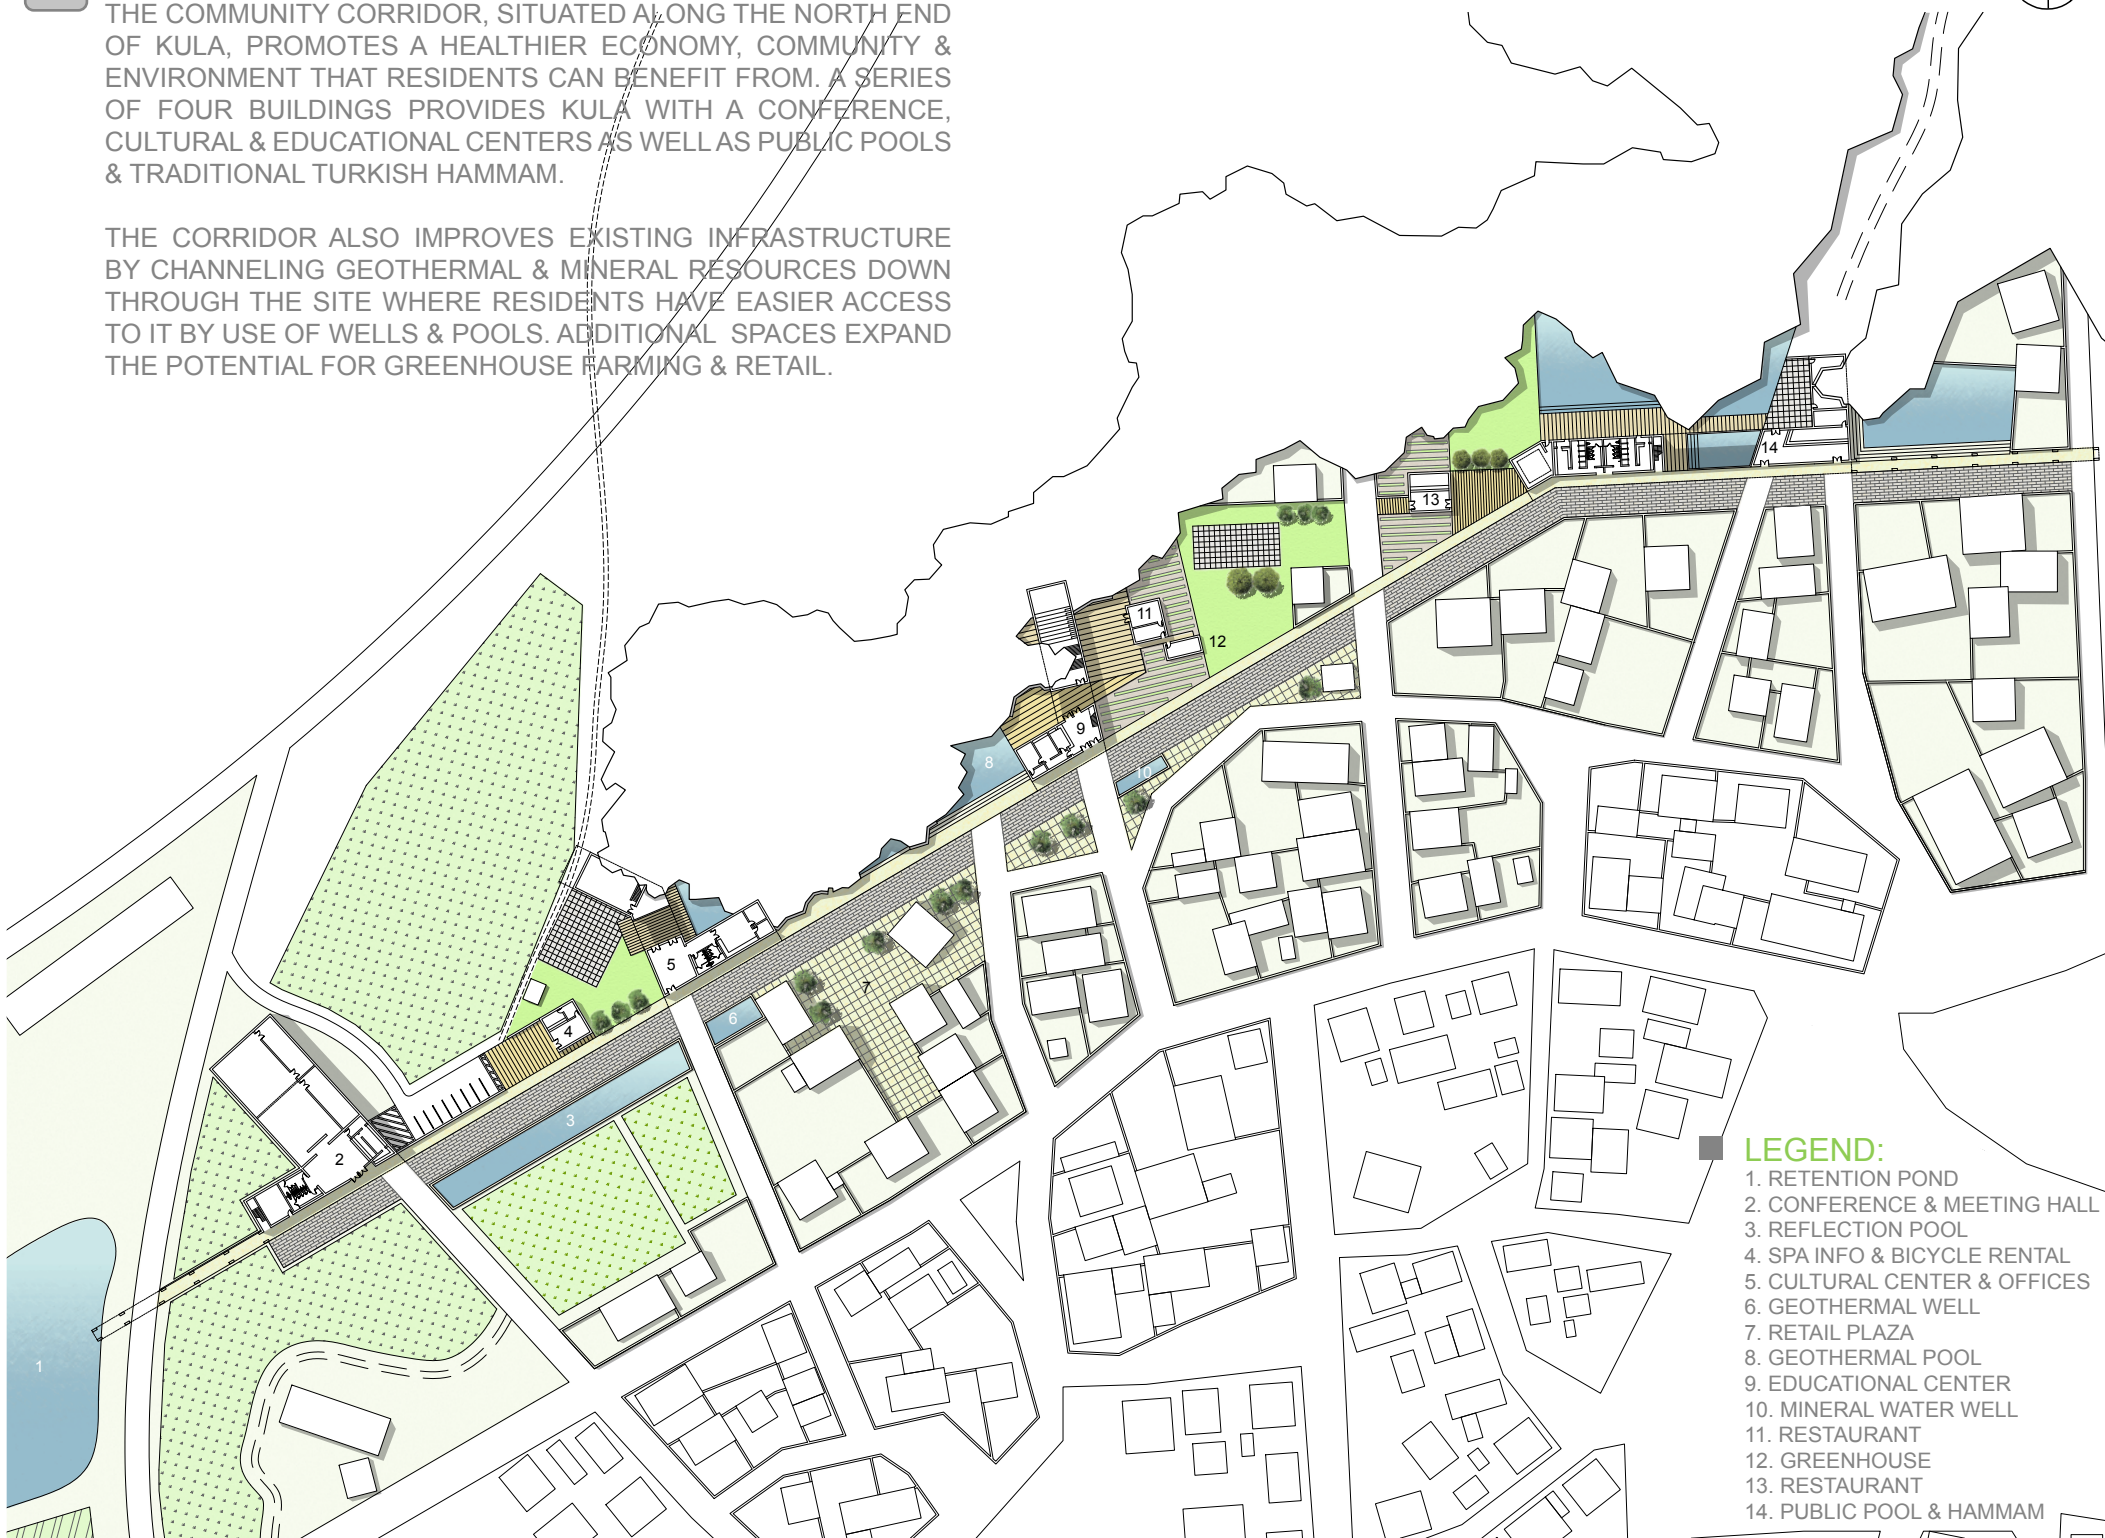 THE COMMUNITY CORRIDOR, SITUATED ALONG THE NORTH END
OF KULA, PROMOTES A HEALTHIER ECONOMY, COMMUNITY &
ENVIRONMENT THAT RESIDENTS CAN BENEFIT FROM. A SERIES
OF FOUR BUILDINGS PROVIDES KULA WITH A CONFERENCE,
CULTURAL & EDUCATIONAL CENTERS AS WELL AS PUBLIC POOLS
& TRADITIONAL TURKISH HAMMAM.
THE CORRIDOR ALSO IMPROVES EXISTING INFRASTRUCTURE
BY CHANNELING GEOTHERMAL & MINERAL RESOURCES DOWN
THROUGH THE SITE WHERE RESIDENTS HAVE EASIER ACCESS
TO IT BY USE OF WELLS & POOLS. ADDITIONAL SPACES EXPAND
THE POTENTIAL FOR GREENHOUSE FARMING & RETAIL.
14
13
11
12
9
8
10
5
7
6
4
3
2
1
LEGEND:
1. RETENTION POND
2. CONFERENCE & MEETING HALL
3. REFLECTION POOL
4. SPA INFO & BICYCLE RENTAL
5. CULTURAL CENTER & OFFICES
6. GEOTHERMAL WELL
7. RETAIL PLAZA
8. GEOTHERMAL POOL
9. EDUCATIONAL CENTER
10. MINERAL WATER WELL
11. RESTAURANT
12. GREENHOUSE
13. RESTAURANT
14. PUBLIC POOL & HAMMAM